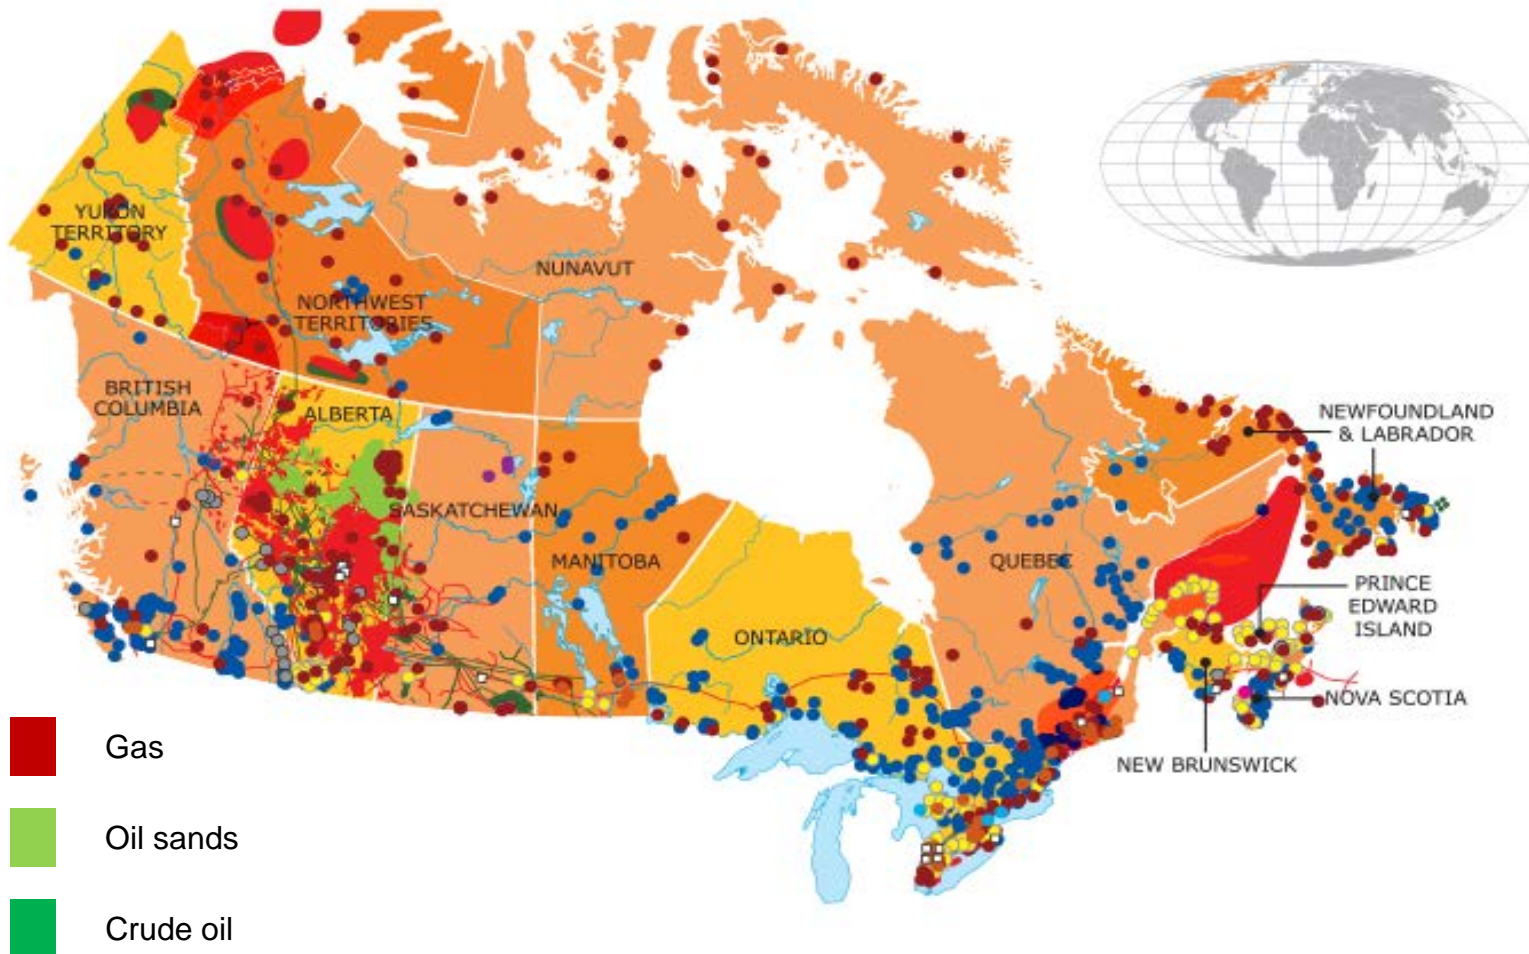 YUKON
TERRITORY
NUNAVUT
NORTHWEST
TERRITORIES
BRITISH
COLUMBIA
ALBERTA
NEWFOUNDLAND
& LABRADOR
SASKATCHEWAN
MANITOBA
QUEBEC
PRINCE
EDWARD
ISLAND
ONTARIO
NOVA SCOTIA
NEW BRUNSWICK
Gas
Oil sands
Crude oil